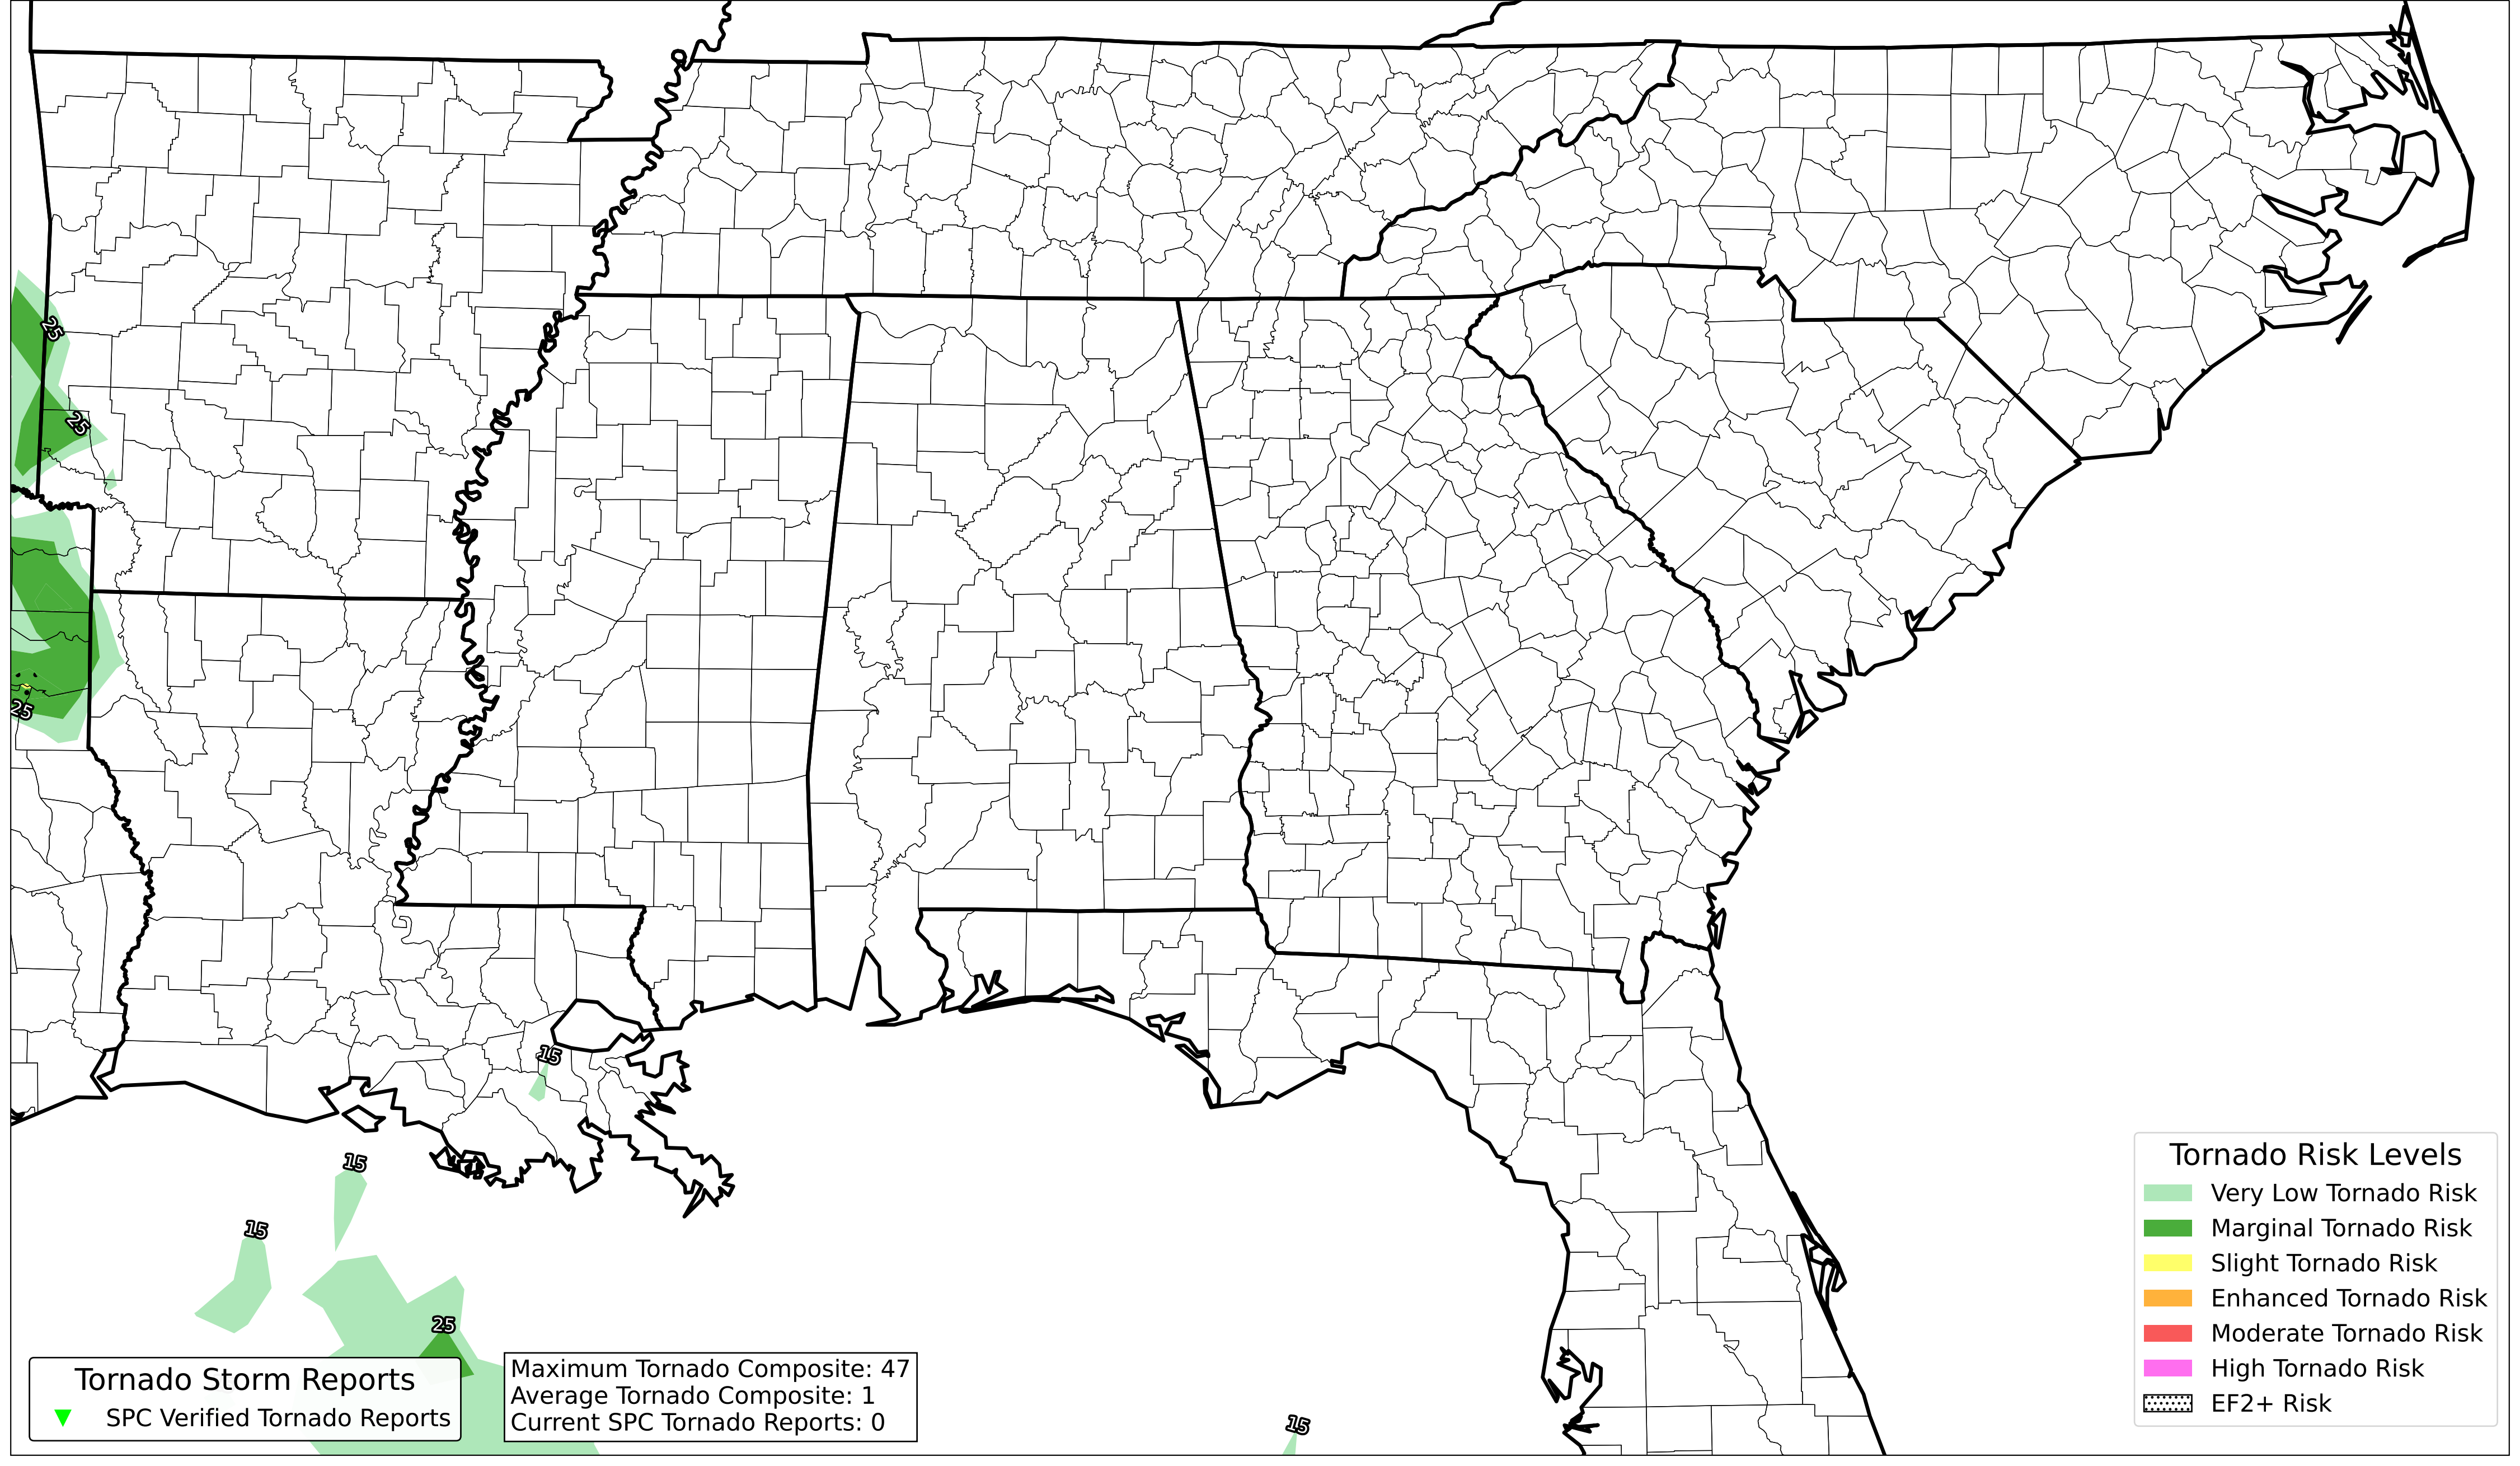 25
25
25
15
15
15
25
15
Tornado Storm Reports
SPC Verified Tornado Reports
Maximum Tornado Composite: 47
Average Tornado Composite: 1
Current SPC Tornado Reports: 0
Tornado Risk Levels
Very Low Tornado Risk
Marginal Tornado Risk
Slight Tornado Risk
Enhanced Tornado Risk
Moderate Tornado Risk
High Tornado Risk
EF2+ Risk